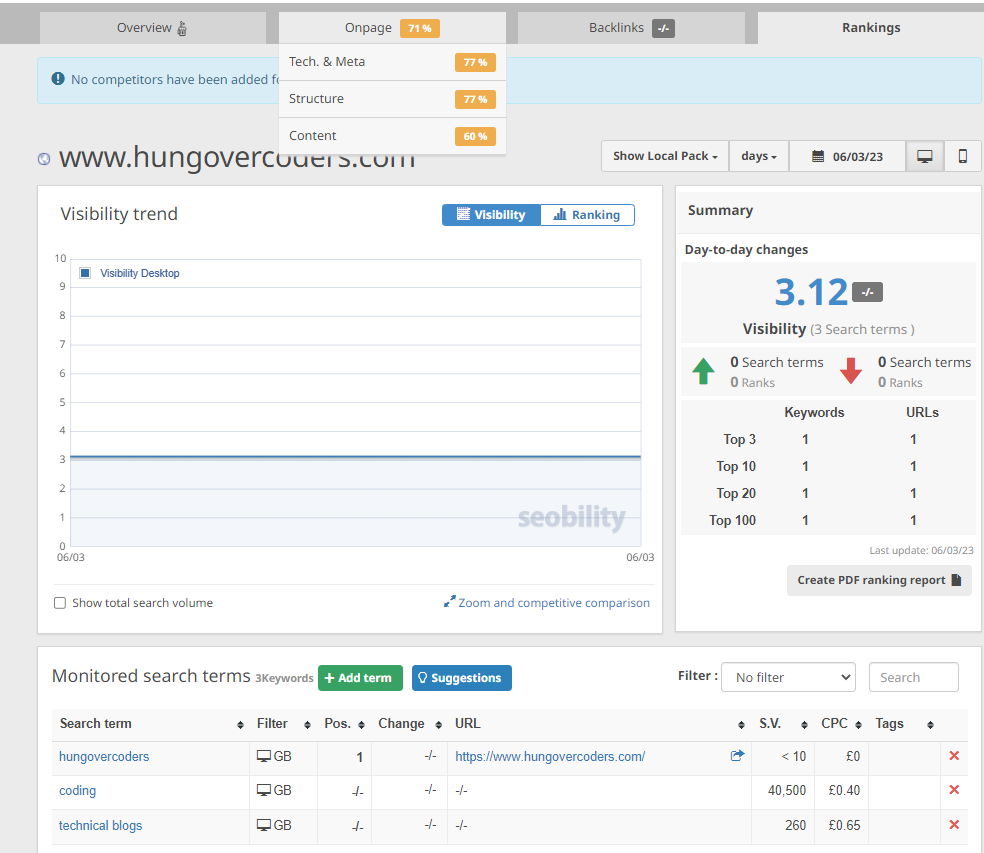 Overview Onpage 71 % Backlinks -/- Rankings
Tech. & Meta 77 %
No competitors have been added fo
Structure 77 %
Content 60 %
www.hungovercoders.com
Show Local Pack days 06/03/23
Visibility trend
Visibility Ranking
10
Visibility Desktop
9
8
7
6
5
4
3
2
1
seobility
0
06/03 06/03
Show total search volume Zoom and competitive comparison
Summary
Day-to-day changes
3.12 -/-
Visibility (3 Search terms )
0 Search terms 0 Search terms
0 Ranks 0 Ranks
Keywords URLs
Top 3 1 1
Top 10 1 1
Top 20 1 1
Top 100 1 1
Last update: 06/03/23
Create PDF ranking report
Monitored search terms 3Keywords + Add term Suggestions Filter : No filter Search
Search term Filter Pos. Change URL S.V. CPC Tags
hungovercoders GB 1 -/- https://www.hungovercoders.com/ < 10 £0
coding GB -/- -/- -/- 40,500 £0.40
technical blogs GB -/- -/- -/- 260 £0.65